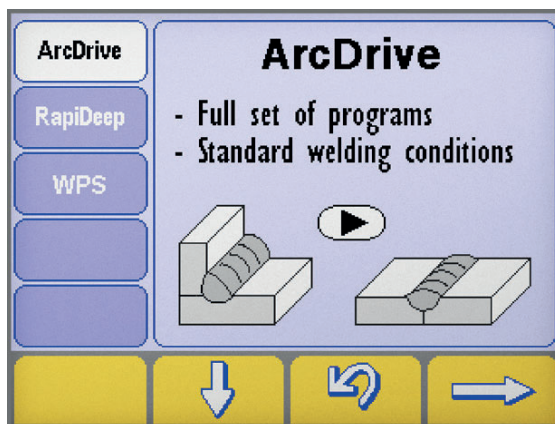 ArcDrive
RapiDeep
WPS
ArcDrive
- Full set of programs
- Standard welding conditions